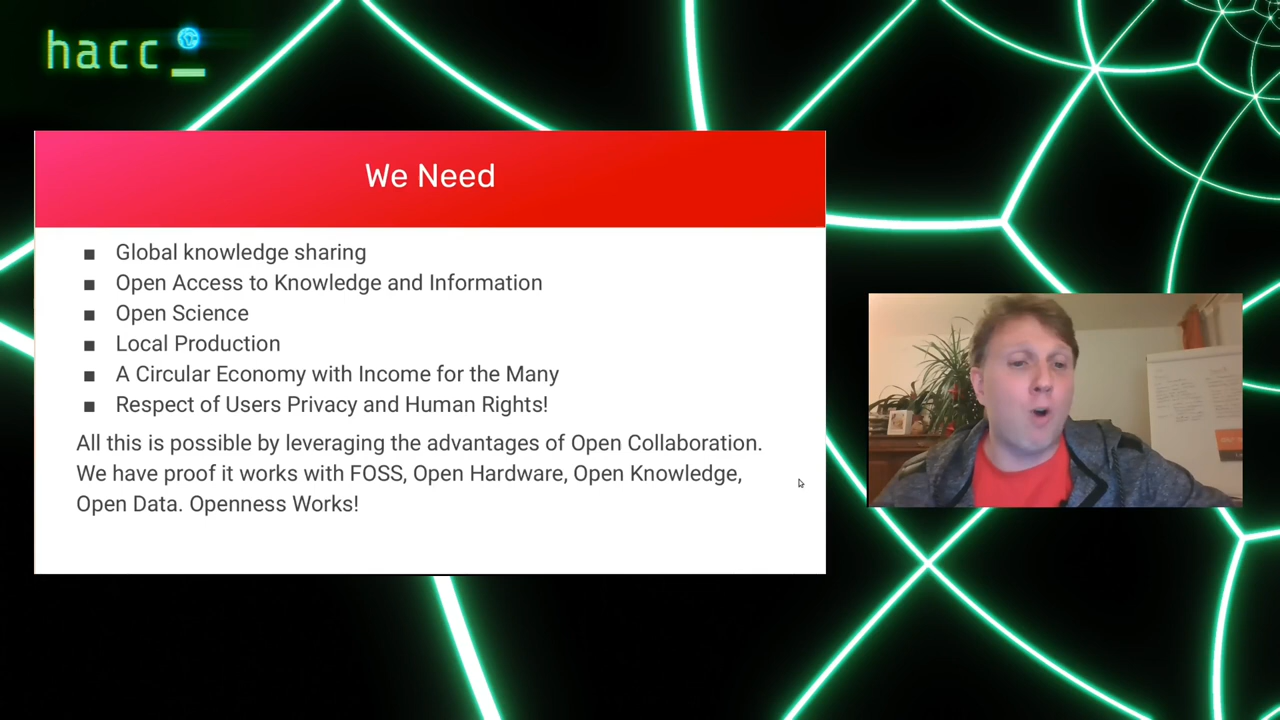 hacc
We Need
Global knowledge sharing
Open Access to Knowledge and Information
Open Science
Local Production
A Circular Economy with Income for the Many
Respect of Users Privacy and Human Rights!
All this is possible by leveraging the advantages of Open Collaboration.
We have proof it works with FOSS, Open Hardware, Open Knowledge,
Open Data. Openness Works!